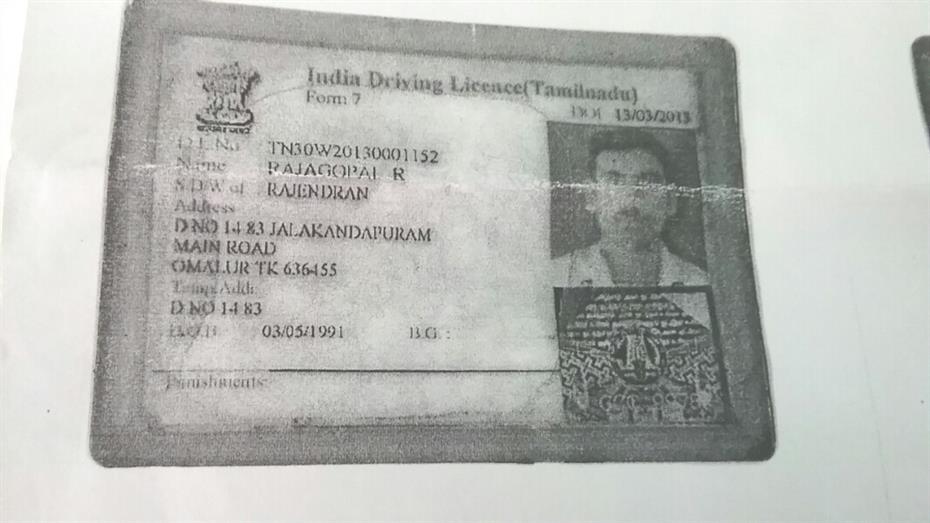 India Driving Licence(Tamilnadu)
Form 7
DOI 13/03/2013
D.L.No TN30W20130001152
Name RAJAGOPAL R
S/D/W of RAJENDRAN
Address
D NO 14 83 JALAKANDAPURAM
MAIN ROAD
OMALUR TK 636455
Temp.Addr
D NO 14 83
D.O.B 03/05/1991 B.G. :
Punishments: